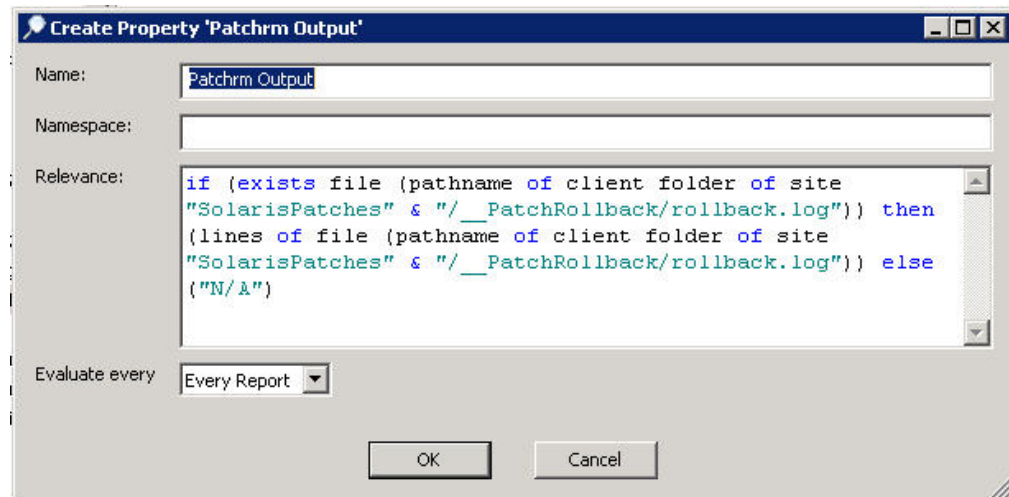 Create Property 'Patchrm Output'
Name:
Patchrm Output
Namespace:
Relevance:
if (exists file (pathname of client folder of site
"SolarisPatches" & "/__PatchRollback/rollback.log")) then
(lines of file (pathname of client folder of site
"SolarisPatches" & "/__PatchRollback/rollback.log")) else
("N/A")
Evaluate every
Every Report
OK
Cancel